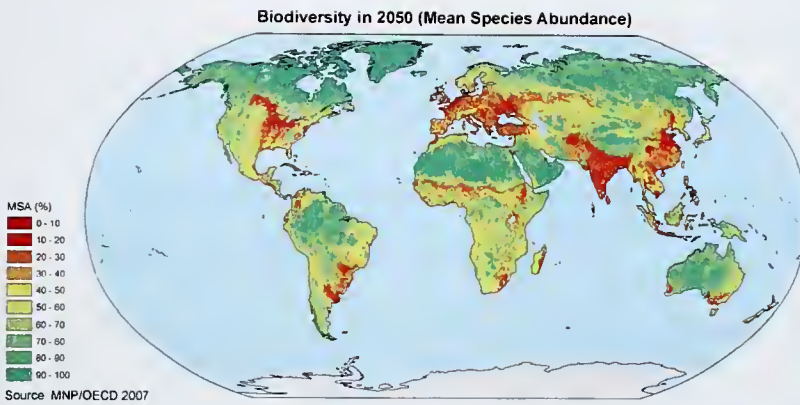 Biodiversity in 2050 (Mean Species Abundance)
MSA (%)
0 - 10
10 - 20
20 - 30
30 - 40
40 - 50
50 - 60
60 - 70
70 - 60
80 - 90
90 - 100
Source MNP/OECD 2007